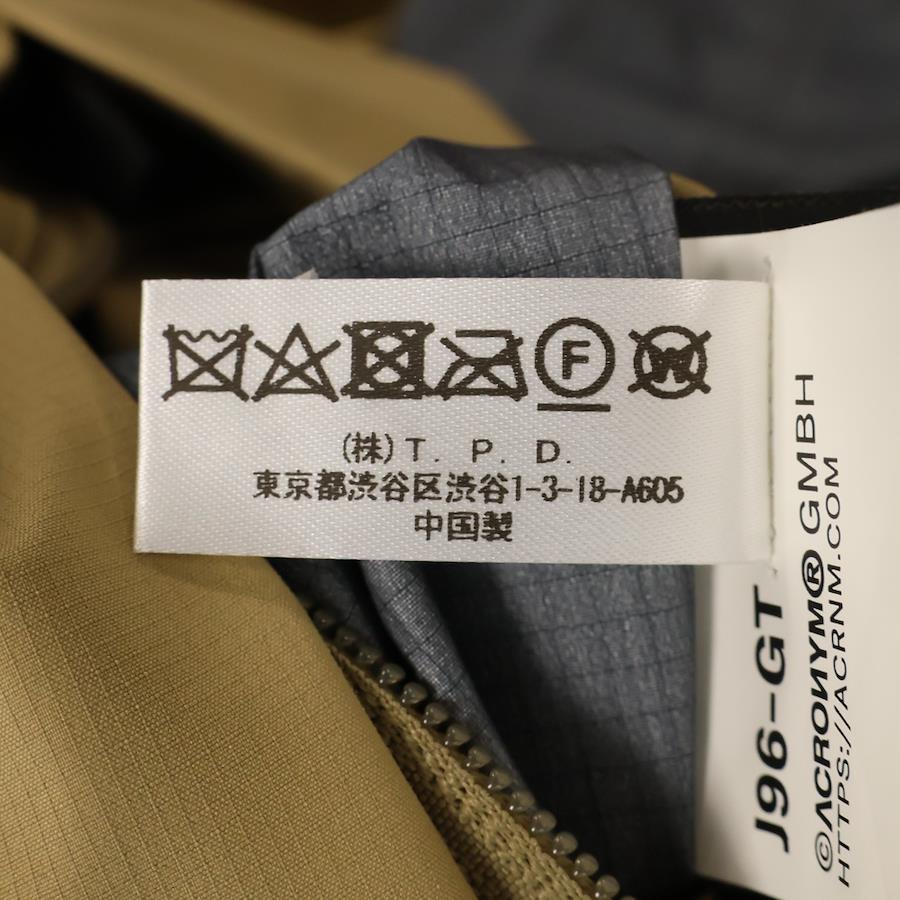 F
W
(株)T. P. D.
東京都渋谷区渋谷1-3-18-A605
中国製
J96-GT
©ACRONYM® GMBH
HTTPS://ACRNM.COM